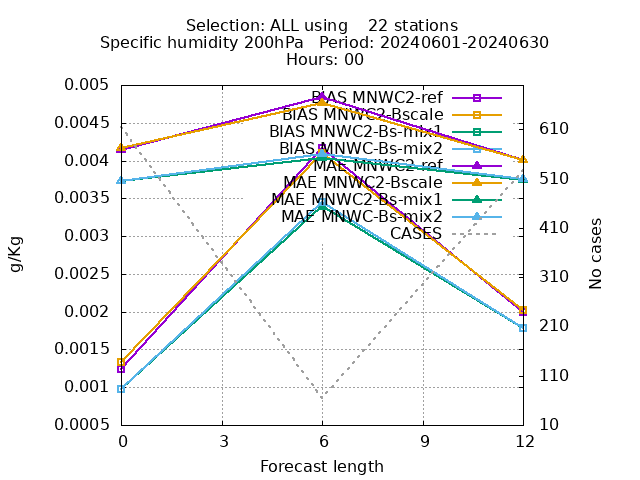 Selection: ALL using    22 stations
Specific humidity 200hPa   Period: 20240601-20240630
Hours: 00
BIAS MNWC2-ref
BIAS MNWC2-Bscale
BIAS MNWC2-Bs-mix1
BIAS MNWC-Bs-mix2
MAE MNWC2-ref
MAE MNWC2-Bscale
MAE MNWC2-Bs-mix1
MAE MNWC-Bs-mix2
CASES
0.005
0.0045
0.004
0.0035
0.003
0.0025
0.002
0.0015
0.001
0.0005
g/Kg
610
510
410
310
210
110
10
No cases
0 3 6 9 12
Forecast length